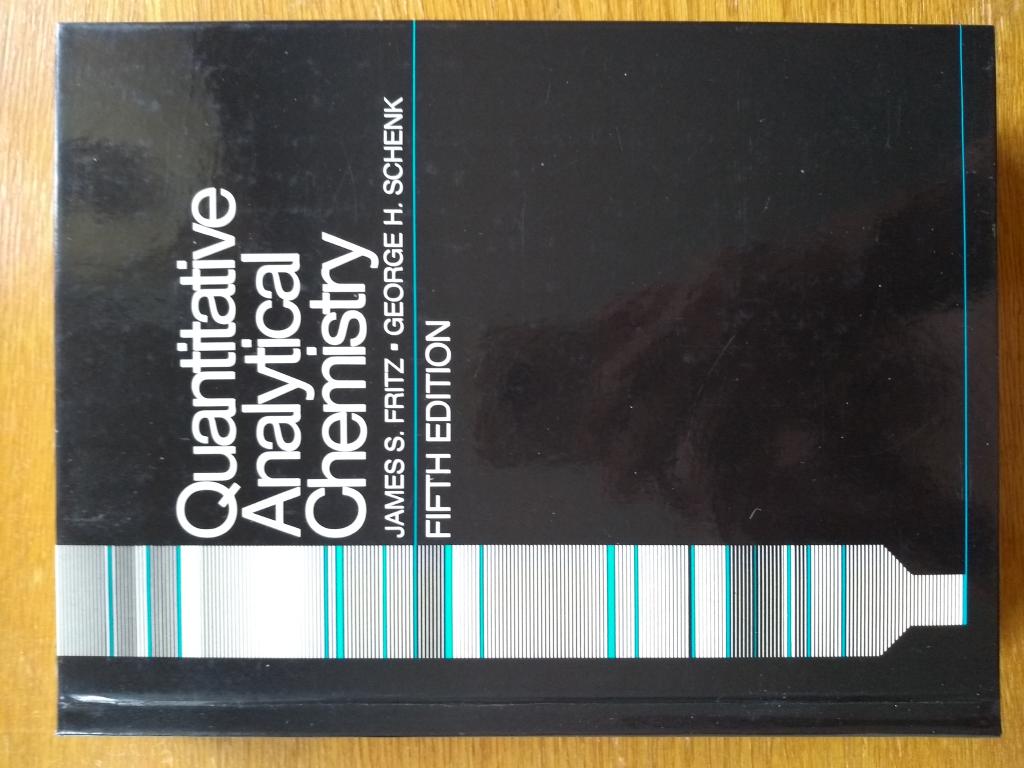 Quantitative
Analytical
Chemistry
JAMES S. FRITZ • GEORGE H. SCHENK
FIFTH EDITION